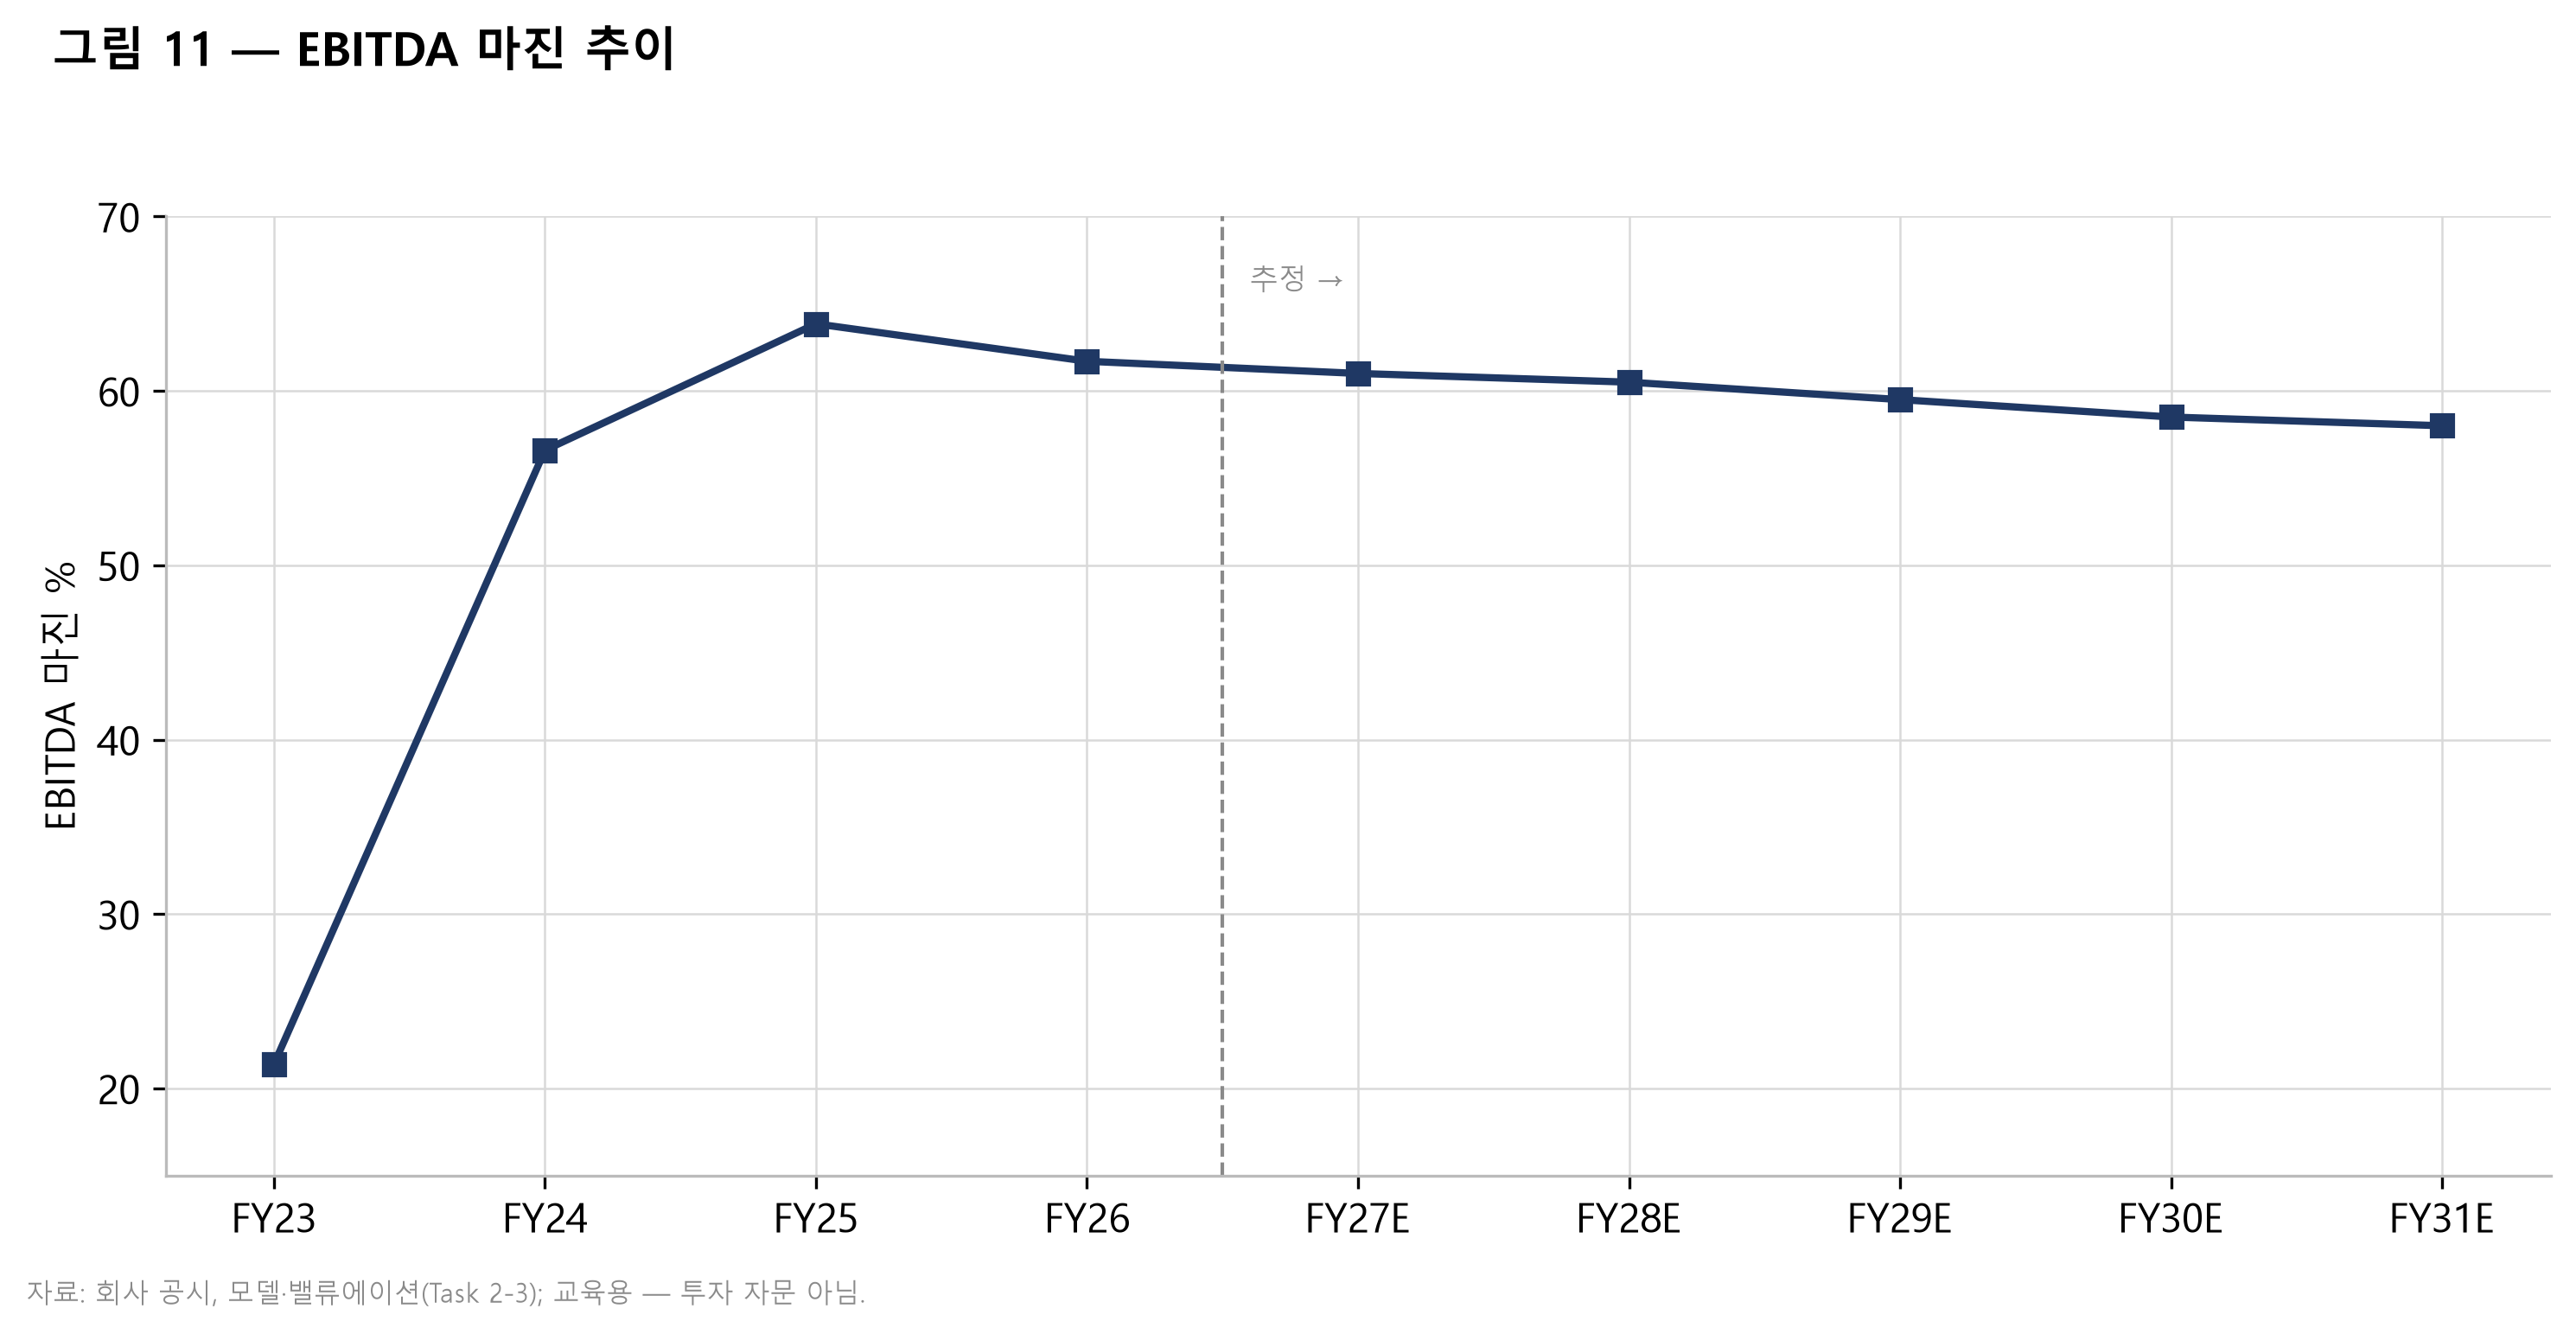 그림 11 — EBITDA 마진 추이
70
60
50
40
30
20
EBITDA 마진 %
추정 →
FY23 FY24 FY25 FY26 FY27E FY28E FY29E FY30E FY31E
자료: 회사 공시, 모델·밸류에이션(Task 2-3); 교육용 — 투자 자문 아님.